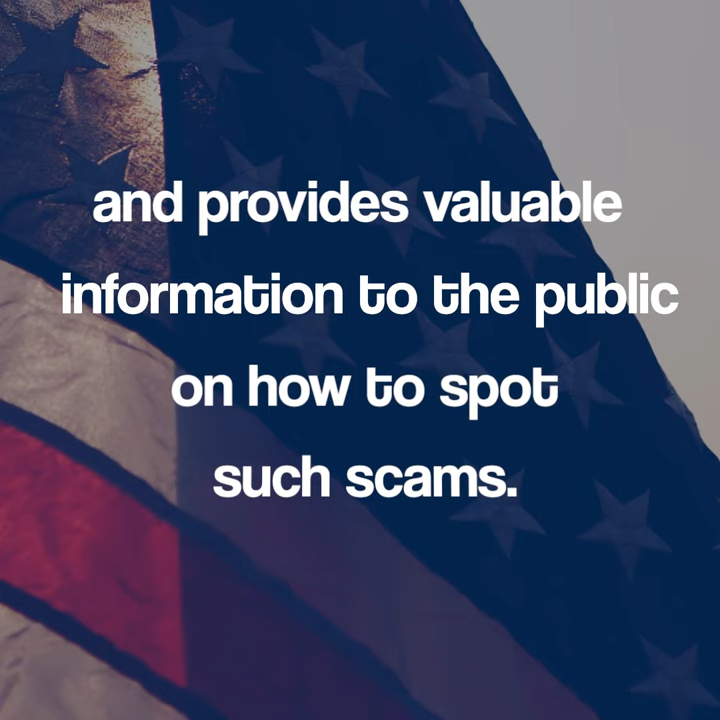 and provides valuable
information to the public
on how to spot
such scams.